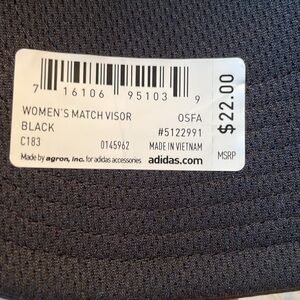 7 16106 95103 9
WOMEN'S MATCH VISOR OSFA
BLACK #5122991
C183 0145962 MADE IN VIETNAM
Made by agron, inc. for adidas accessories adidas.com
$22.00
MSRP